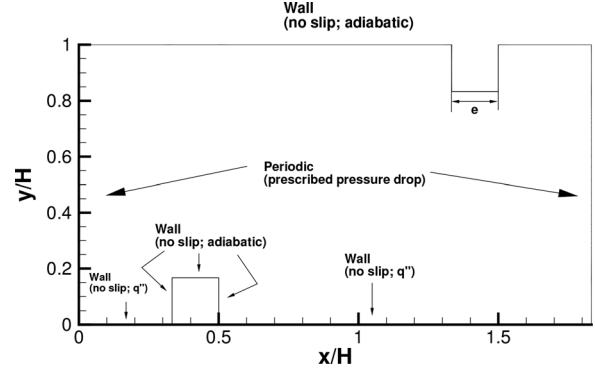 Wall
(no slip; adiabatic)
1
e
0.8
Periodic
(prescribed pressure drop)
0.6
y/H
0.4
Wall
(no slip; adiabatic)
Wall
(no slip; q")
0.2
Wall
(no slip; q")
0
0
0.5
1
1.5
x/H